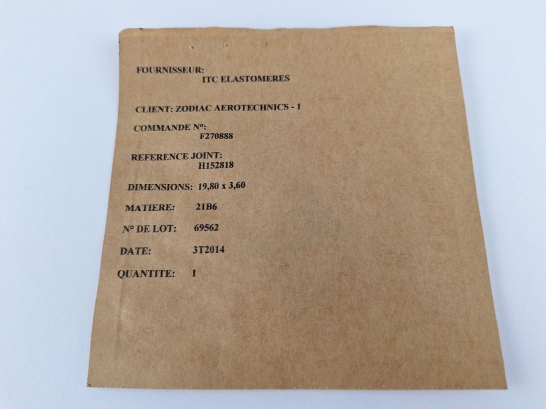 FOURNISSEUR:
ITC ELASTOMERES
CLIENT: ZODIAC AEROTECHNICS - 1
COMMANDE N°:
F270888
REFERENCE JOINT:
H152818
DIMENSIONS: 19,80 x 3,60
MATIERE: 21B6
N° DE LOT: 69562
DATE: 3T2014
QUANTITE: 1